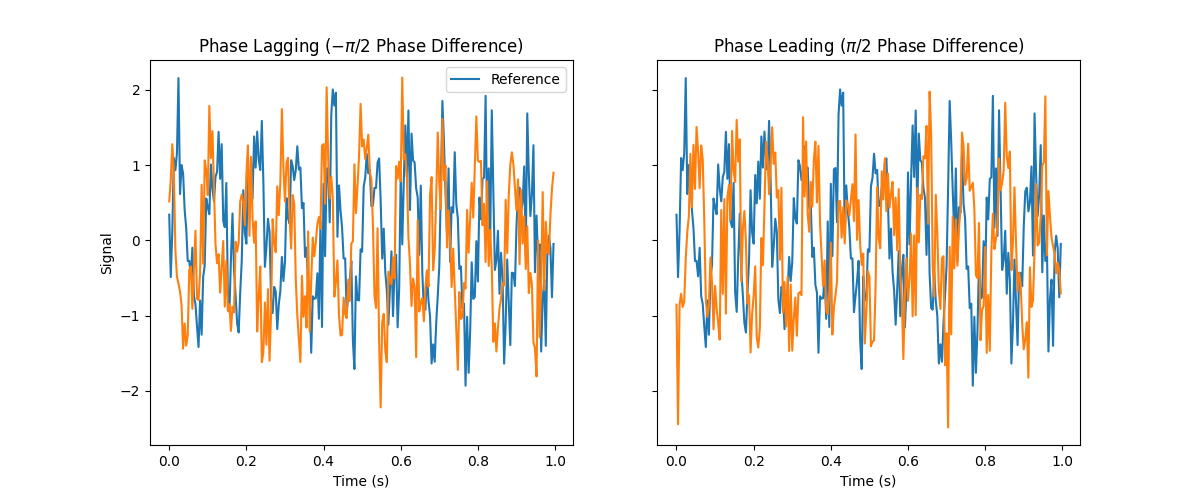 Phase Lagging (−π/2 Phase Difference)
Phase Leading (π/2 Phase Difference)
Reference
Signal
2
1
0
−1
−2
0.0 0.2 0.4 0.6 0.8 1.0
0.0 0.2 0.4 0.6 0.8 1.0
Time (s)
Time (s)